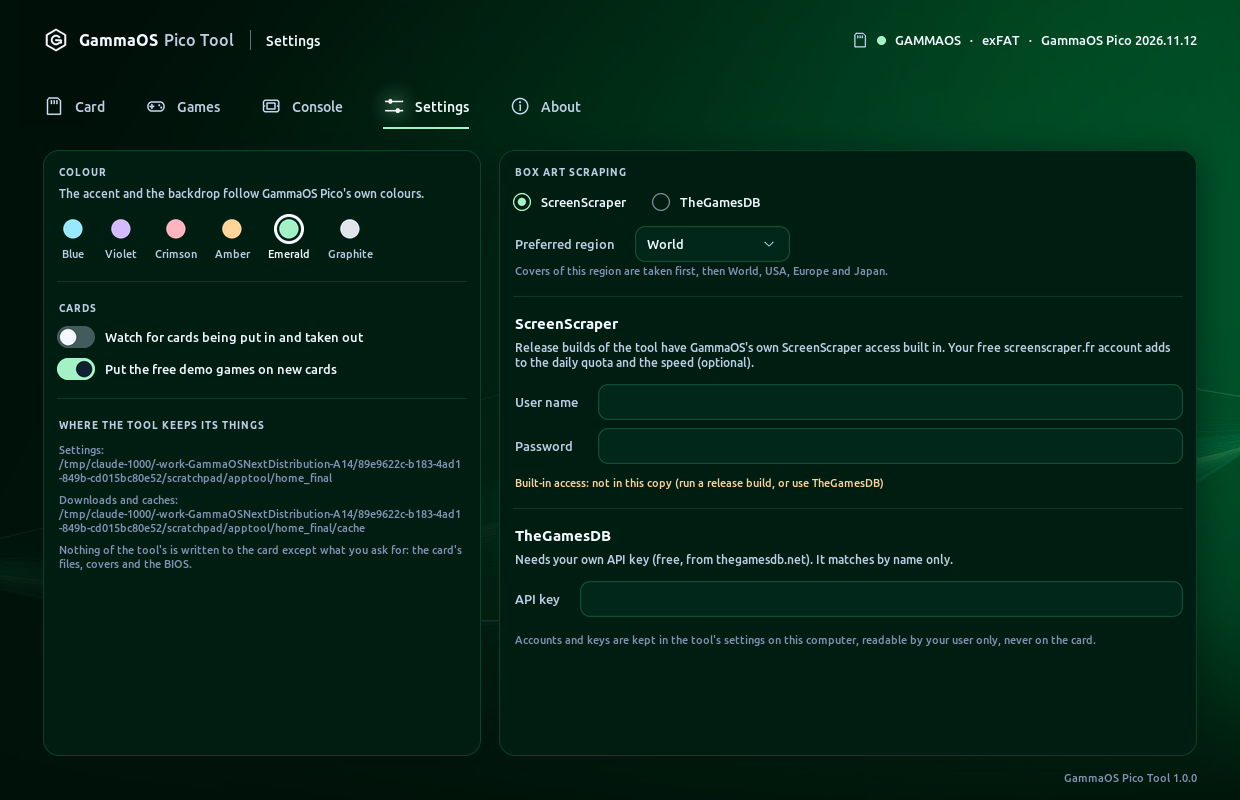 GammaOS Pico Tool
Settings
GAMMAOS · exFAT · GammaOS Pico 2026.11.12
Card
Games
Console
Settings
About
COLOUR
The accent and the backdrop follow GammaOS Pico's own colours.
Blue
Violet
Crimson
Amber
Emerald
Graphite
CARDS
Watch for cards being put in and taken out
Put the free demo games on new cards
WHERE THE TOOL KEEPS ITS THINGS
Settings:
/tmp/claude-1000/-work-GammaOSNextDistribution-A14/89e9622c-b183-4ad1
-849b-cd015bc80e52/scratchpad/apptool/home_final
Downloads and caches:
/tmp/claude-1000/-work-GammaOSNextDistribution-A14/89e9622c-b183-4ad1
-849b-cd015bc80e52/scratchpad/apptool/home_final/cache
Nothing of the tool's is written to the card except what you ask for: the card's
files, covers and the BIOS.
BOX ART SCRAPING
ScreenScraper
TheGamesDB
Preferred region
World
Covers of this region are taken first, then World, USA, Europe and Japan.
ScreenScraper
Release builds of the tool have GammaOS's own ScreenScraper access built in. Your free screenscraper.fr account adds
to the daily quota and the speed (optional).
User name
Password
Built-in access: not in this copy (run a release build, or use TheGamesDB)
TheGamesDB
Needs your own API key (free, from thegamesdb.net). It matches by name only.
API key
Accounts and keys are kept in the tool's settings on this computer, readable by your user only, never on the card.
GammaOS Pico Tool 1.0.0